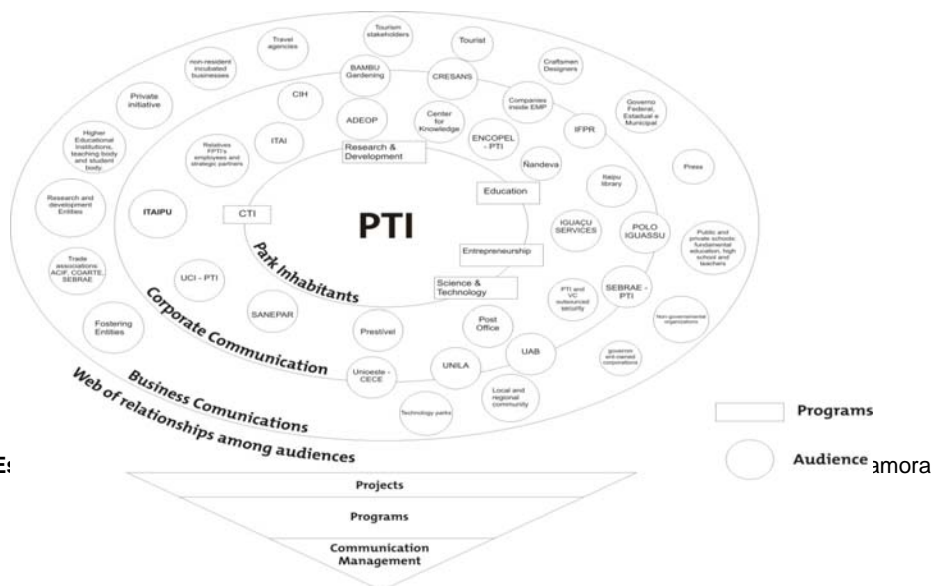 Tourism
stakeholders
Tourist
Travel
agencies
Craftsmen
Designers
non-resident
incubated
businesses
BAMBU
Gardening
CRESANS
Private
initiative
CIH
Companies
inside EMP
Governo
Federal,
Estadual e
Municipal
ADEOP
Center
for
Knowledge
IFPR
Higher
Educational
Institutions,
teaching body
and student
body
Relatives
FPTI's
employees and
strategic partners
ITAI
ENCOPEL
- PTI
Research &
Development
Ñandeva
Press
Itaipu
library
Research and
development
Entities
ITAIPU
CTI
PTI
Education
IGUAÇU
SERVICES
POLO
IGUASSU
Public and
private schools:
fundamental
education, high
school and
teachers
Entrepreneurship
Trade
associations:
ACIF, COARTE,
SEBRAE
UCI - PTI
Park Inhabitants
Science &
Technology
PTI and
VC
outsourced
security
SEBRAE -
PTI
Fostering
Entities
SANEPAR
Corporate Communication
Prestível
Post
Office
Non-governmental
organizations
UAB
governm
ent-owned
corporations
Unioeste -
CECE
UNILA
Business Comunications
Technology parks
Local and
regional
community
Web of relationships among audiences
Programs
Audience
amora
Projects
Programs
Communication
Management